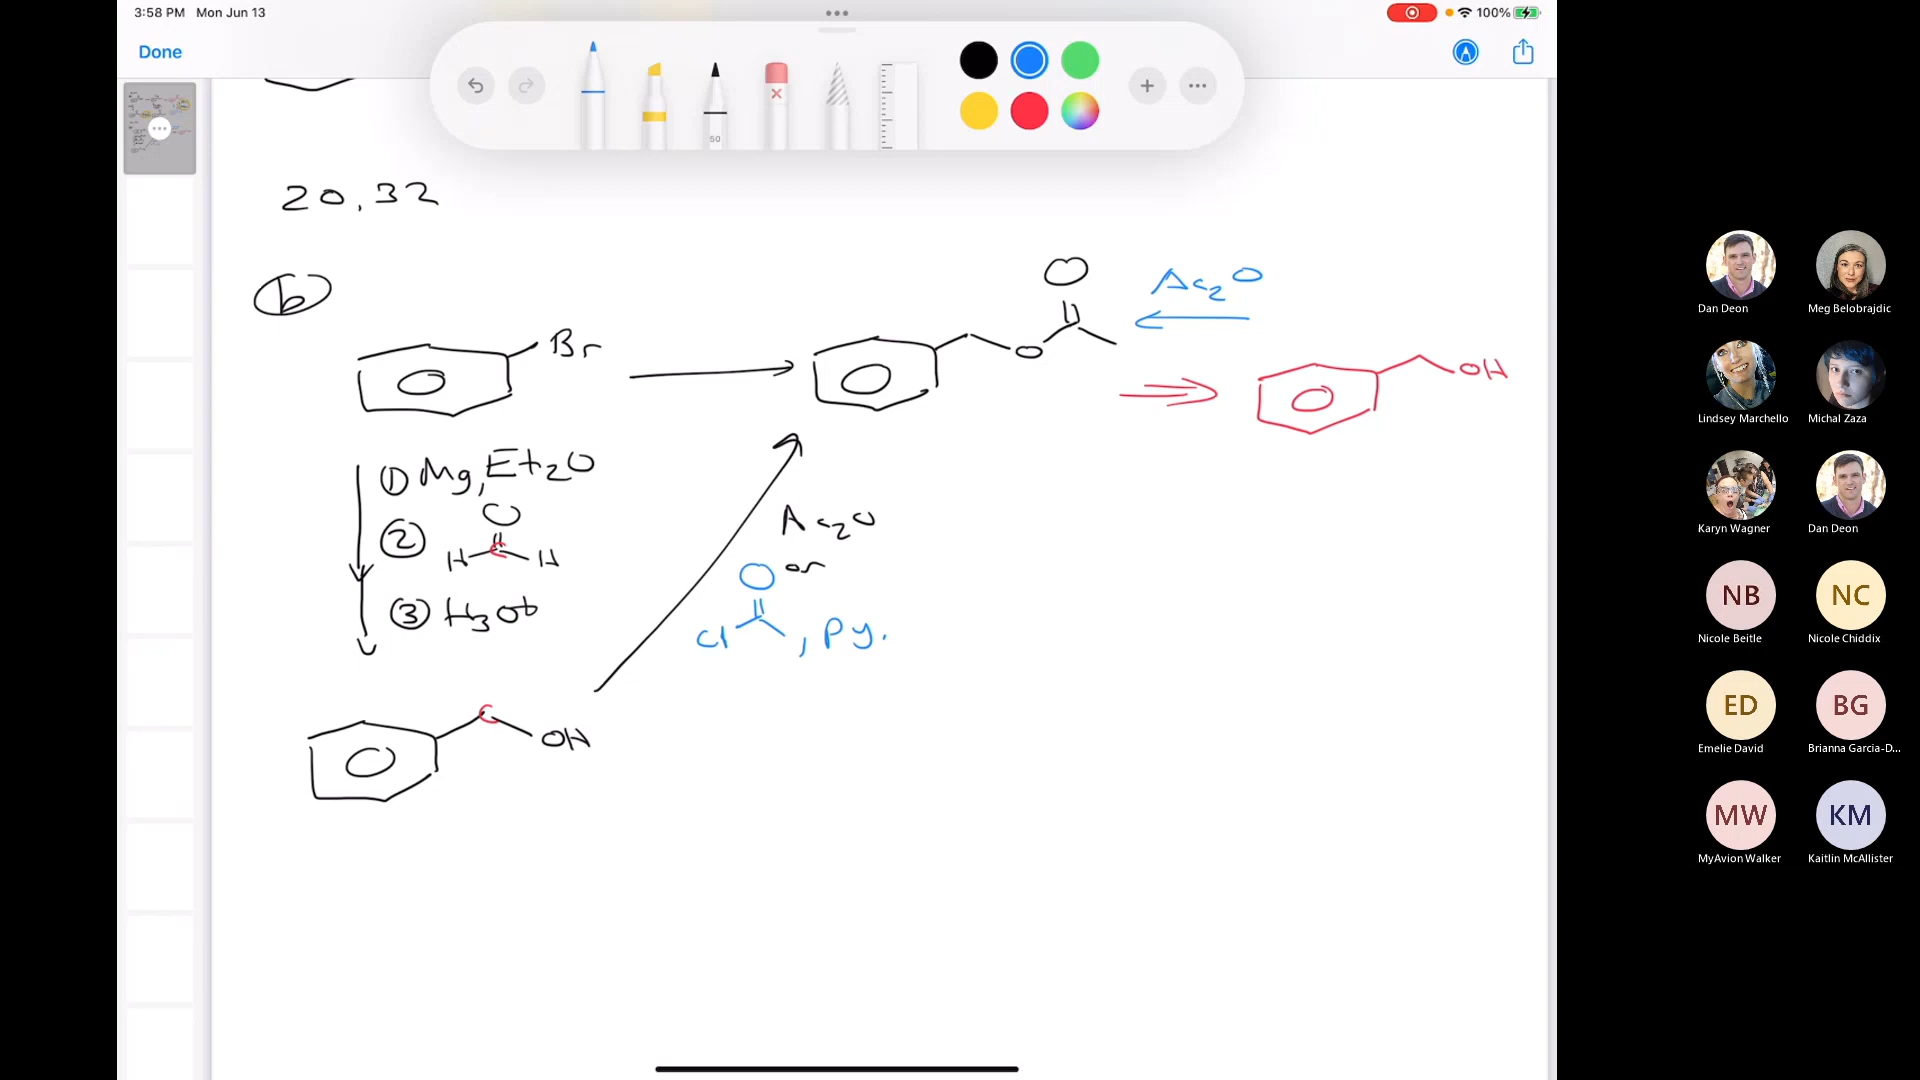 3:58 PM Mon Jun 13
100%
Done
50
20.32
b
Br
O
O
Ac2O
OH
① Mg, Et2O
②
O
H C H
③ H3O+
Ac2O
or
O
Cl , py.
C
OH
Dan Deon
Meg Belobrajdic
Lindsey Marchello
Michal Zaza
Karyn Wagner
Dan Deon
NB
NC
Nicole Beitle
Nicole Chiddix
ED
BG
Emelie David
Brianna Garcia-D...
MW
KM
MyAvion Walker
Kaitlin McAllister